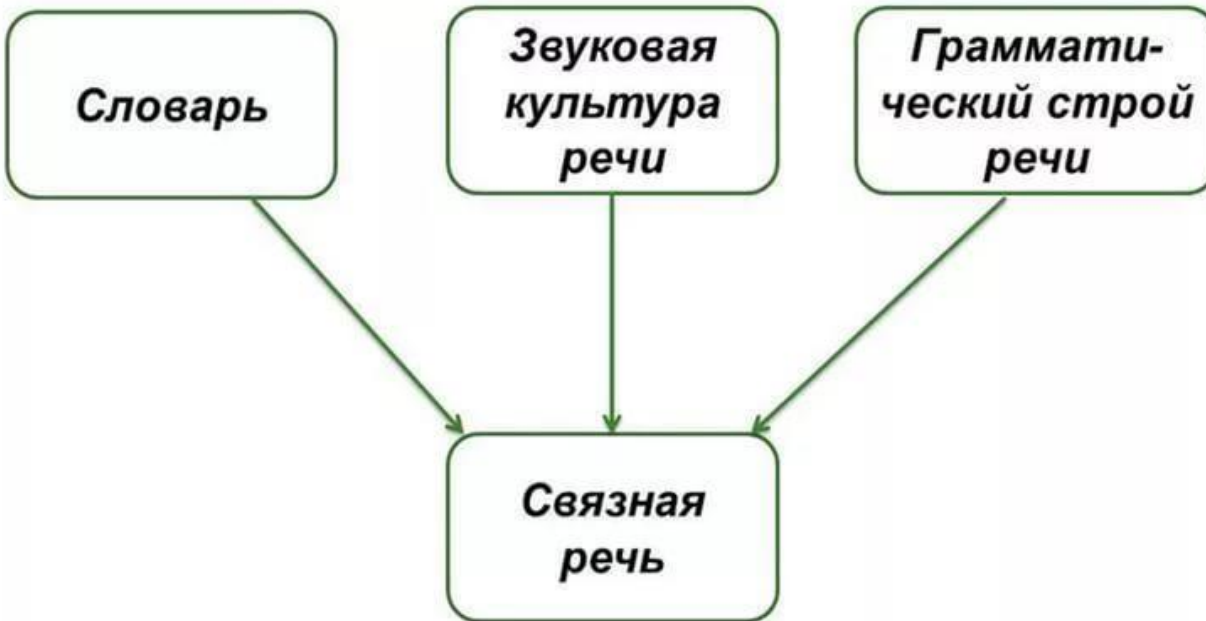 Словарь
Звуковая
культура
речи
Граммати-
ческий строй
речи
Связная
речь